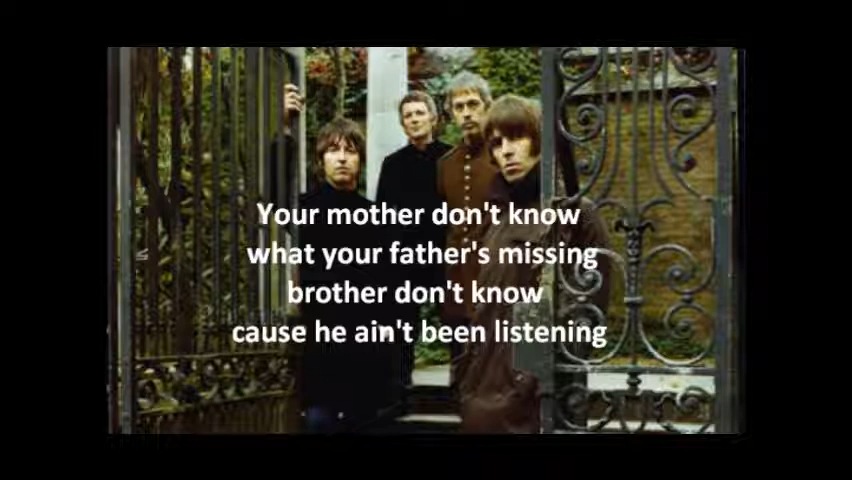 Your mother don't know
what your father's missing
brother don't know
cause he ain't been listening